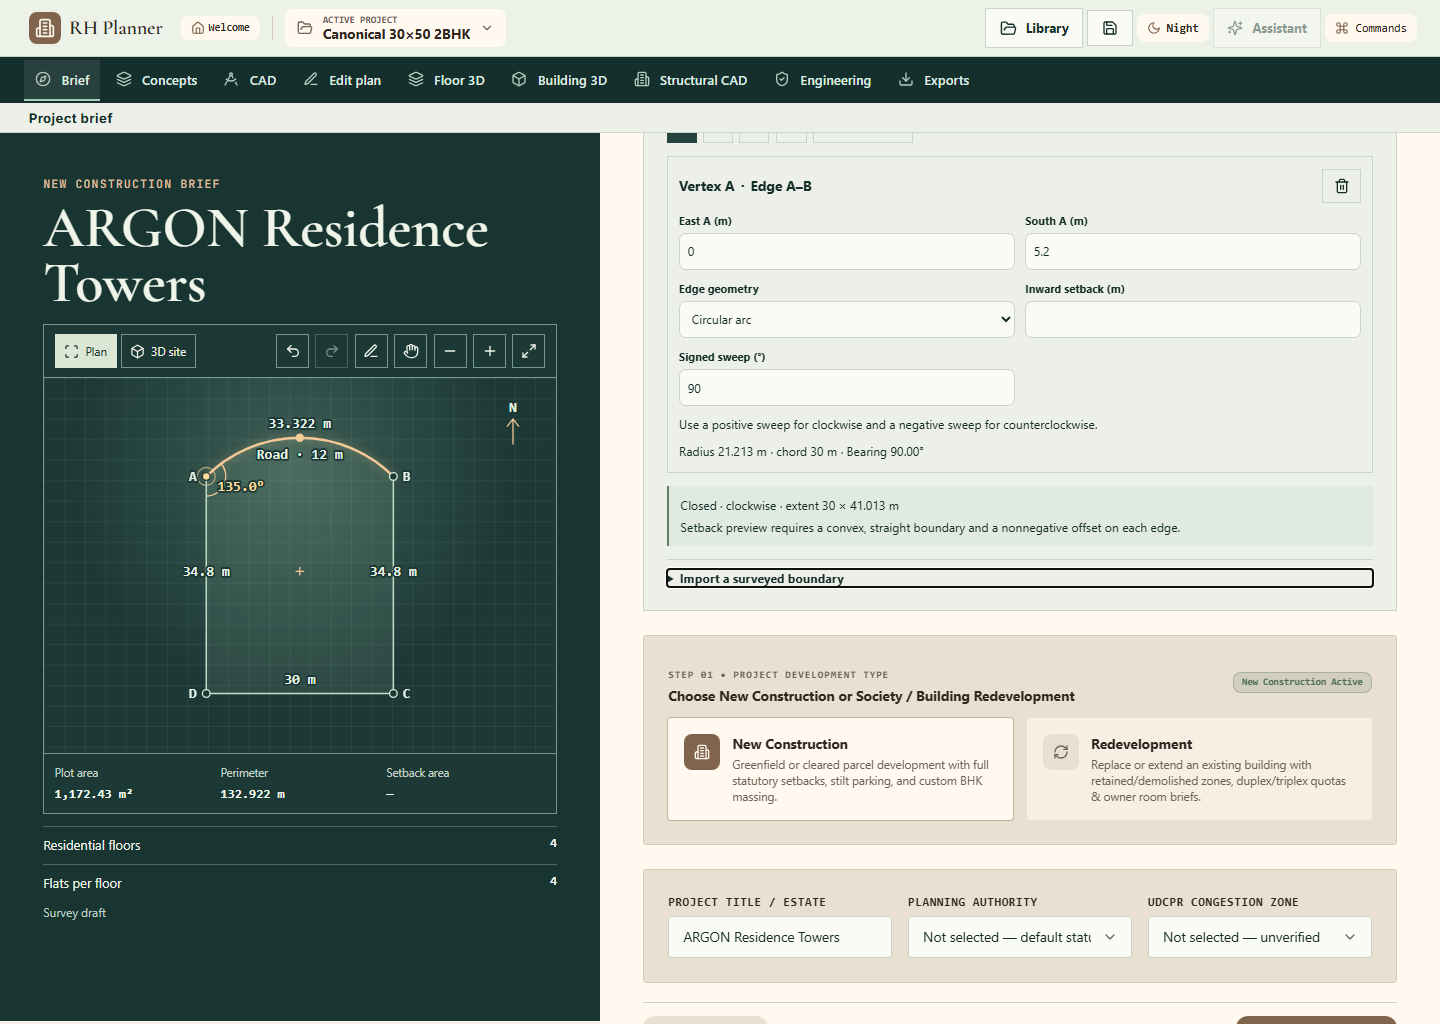 RH Planner
Welcome
ACTIVE PROJECT
Canonical 30×50 2BHK
Library
Night
Assistant
Commands
Brief
Concepts
CAD
Edit plan
Floor 3D
Building 3D
Structural CAD
Engineering
Exports
Project brief
NEW CONSTRUCTION BRIEF
ARGON Residence
Towers
Plan
3D site
N
33.322 m
Road · 12 m
A
B
135.0°
34.8 m
34.8 m
30 m
D
C
Plot area
1,172.43 m²
Perimeter
132.922 m
Setback area
—
Residential floors
4
Flats per floor
4
Survey draft
Vertex A · Edge A–B
East A (m)
0
South A (m)
5.2
Edge geometry
Circular arc
Inward setback (m)
Signed sweep (°)
90
Use a positive sweep for clockwise and a negative sweep for counterclockwise.
Radius 21.213 m · chord 30 m · Bearing 90.00°
Closed · clockwise · extent 30 × 41.013 m
Setback preview requires a convex, straight boundary and a nonnegative offset on each edge.
Import a surveyed boundary
STEP 01 • PROJECT DEVELOPMENT TYPE
Choose New Construction or Society / Building Redevelopment
New Construction Active
New Construction
Greenfield or cleared parcel development with full
statutory setbacks, stilt parking, and custom BHK
massing.
Redevelopment
Replace or extend an existing building with
retained/demolished zones, duplex/triplex quotas
& owner room briefs.
PROJECT TITLE / ESTATE
ARGON Residence Towers
PLANNING AUTHORITY
Not selected — default statu
UDCPR CONGESTION ZONE
Not selected — unverified